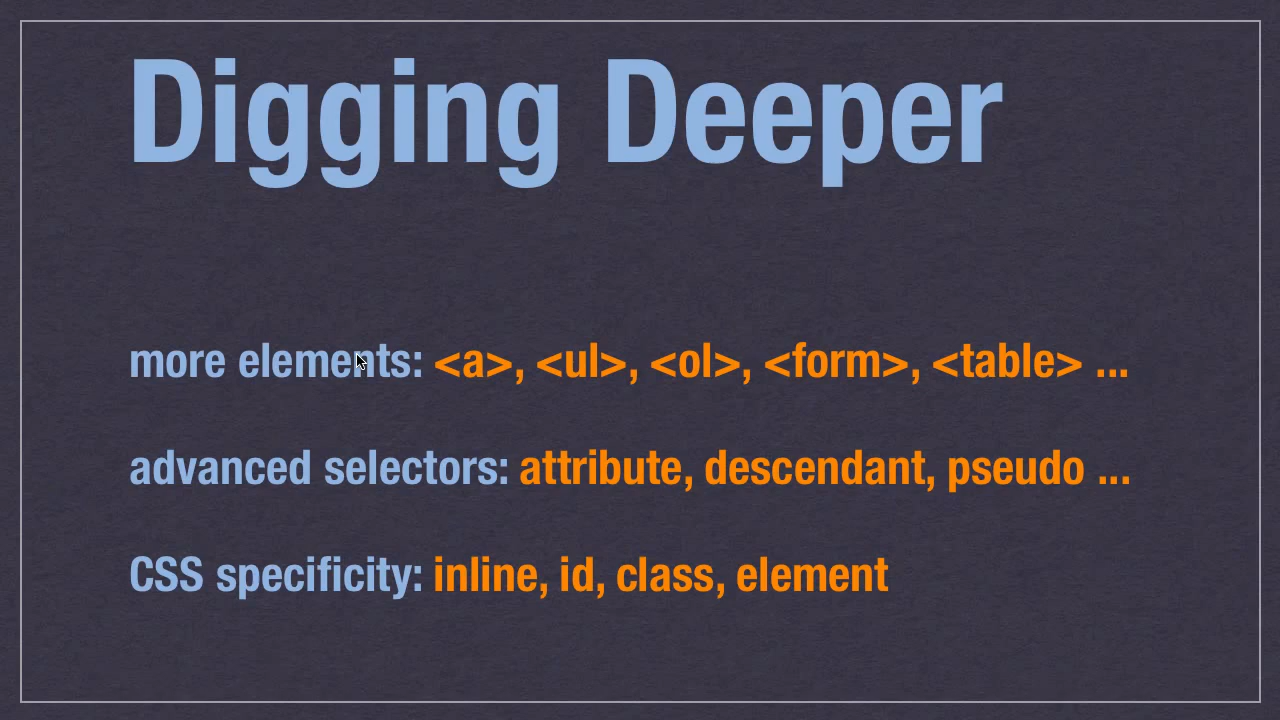 Digging Deeper
more elements: <a>, <ul>, <ol>, <form>, <table> ...
advanced selectors: attribute, descendant, pseudo ...
CSS specificity: inline, id, class, element